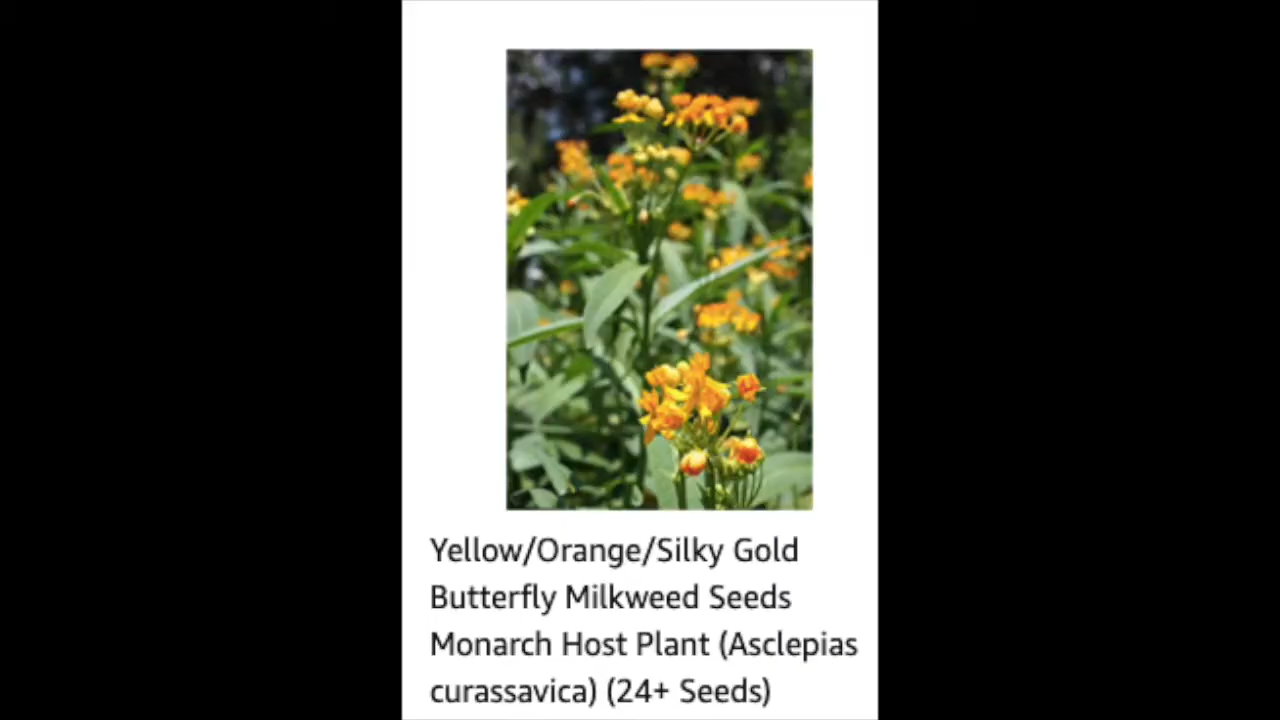 Yellow/Orange/Silky Gold
Butterfly Milkweed Seeds
Monarch Host Plant (Asclepias
curassavica) (24+ Seeds)